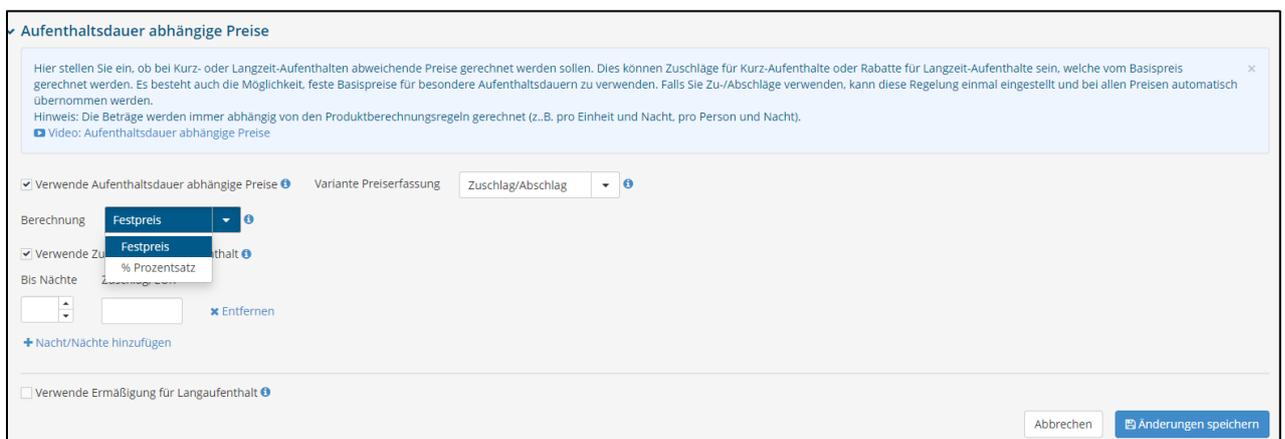 Aufenthaltsdauer abhängige Preise
Hier stellen Sie ein, ob bei Kurz- oder Langzeit-Aufenthalten abweichende Preise gerechnet werden sollen. Dies können Zuschläge für Kurz-Aufenthalte oder Rabatte für Langzeit-Aufenthalte sein, welche vom Basispreis
gerechnet werden. Es besteht auch die Möglichkeit, feste Basispreise für besondere Aufenthaltsdauern zu verwenden. Falls Sie Zu-/Abschläge verwenden, kann diese Regelung einmal eingestellt und bei allen Preisen automatisch
übernommen werden.
Hinweis: Die Beträge werden immer abhängig von den Produktberechnungsregeln gerechnet (z..B. pro Einheit und Nacht, pro Person und Nacht).
Video: Aufenthaltsdauer abhängige Preise
Verwende Aufenthaltsdauer abhängige Preise Variante Preiserfassung Zuschlag/Abschlag
Berechnung Festpreis
Festpreis
Verwende Zu thalt
% Prozentsatz
Bis Nächte
Entfernen
Nacht/Nächte hinzufügen
Verwende Ermäßigung für Langaufenthalt
Abbrechen Änderungen speichern